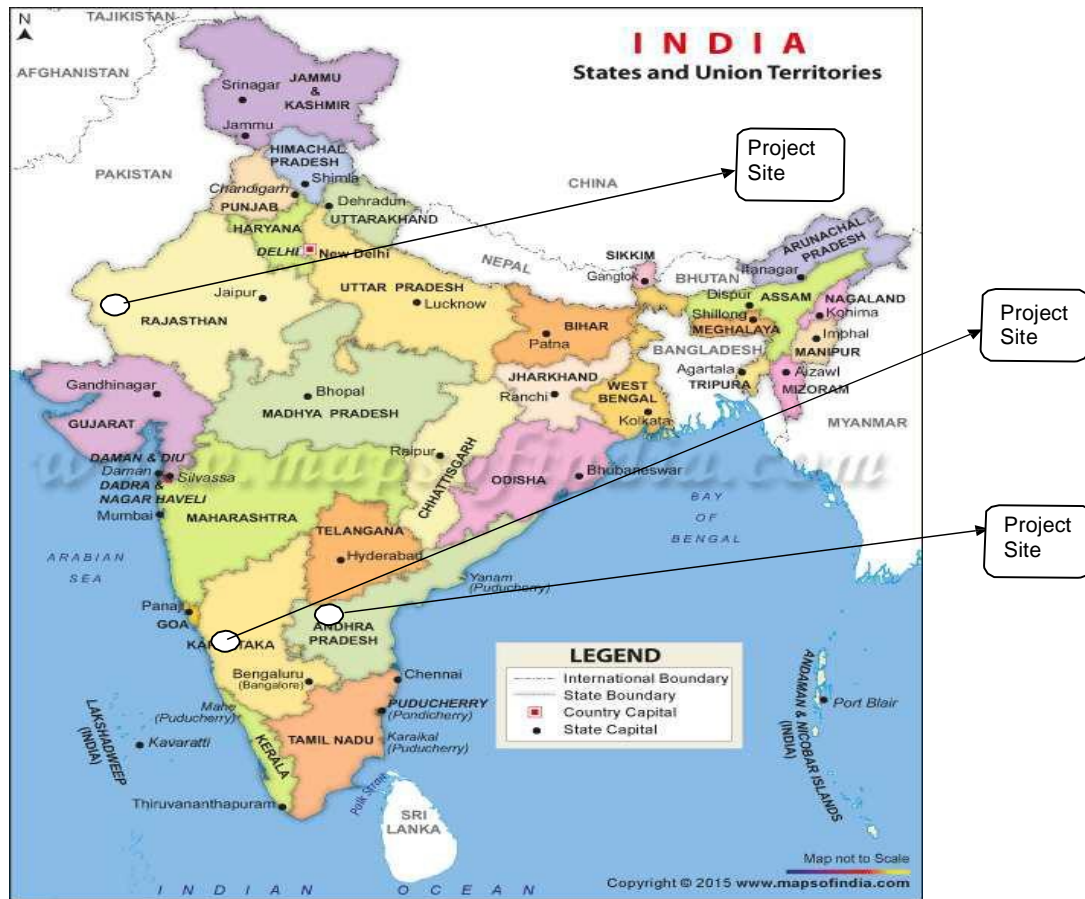 TAJIKISTAN
N
INDIA
States and Union Territories
AFGHANISTAN
JAMMU
&
KASHMIR
Srinagar
Jammu
HIMACHAL
PRADESH
Project
Site
PAKISTAN
Shimla
CHINA
Chandigarh
PUNJAB
Dehradun
UTTARAKHAND
HARYANA
DELHI
New Delhi
ARUNACHAL
PRADESH
NEPAL
SIKKIM
Gangtok
BHUTAN
Itanagar
Jaipur
UTTAR PRADESH
Lucknow
Dispur
ASSAM
NAGALAND
RAJASTHAN
Shillong
Kohima
MEGHALAYA
Project
Site
BIHAR
Patna
Imphal
MANIPUR
BANGLADESH
Agartala
TRIPURA
Aizawl
MIZORAM
Gandhinagar
Bhopal
JHARKHAND
Ranchi
WEST
BENGAL
MADHYA PRADESH
GUJARAT
Kolkata
MYANMAR
Raipur
www.mapsofindia.com
DAMAN & DIU
Daman
Silvassa
DADRA &
NAGAR HAVELI
CHHATTISGARH
ODISHA
Bhubaneswar
Mumbai
MAHARASHTRA
BAY
OF
BENGAL
TELANGANA
Hyderabad
Project
Site
ARABIAN
SEA
Yanam
(Puducherry)
Panaji
GOA
KA TAKA
ANDHRA
PRADESH
LEGEND
International Boundary
State Boundary
Country Capital
State Capital
Bengaluru
(Bangalore)
Chennai
Mahe
(Puducherry)
PUDUCHERRY
(Pondicherry)
ANDAMAN & NICOBAR ISLANDS
(INDIA)
Port Blair
LAKSHADWEEP
(INDIA)
Kavaratti
KERALA
TAMIL NADU
Karaikal
(Puducherry)
Palk Strait
Thiruvananthapuram
SRI
LANKA
Map not to Scale
INDIAN OCEAN
Copyright © 2015 www.mapsofindia.com